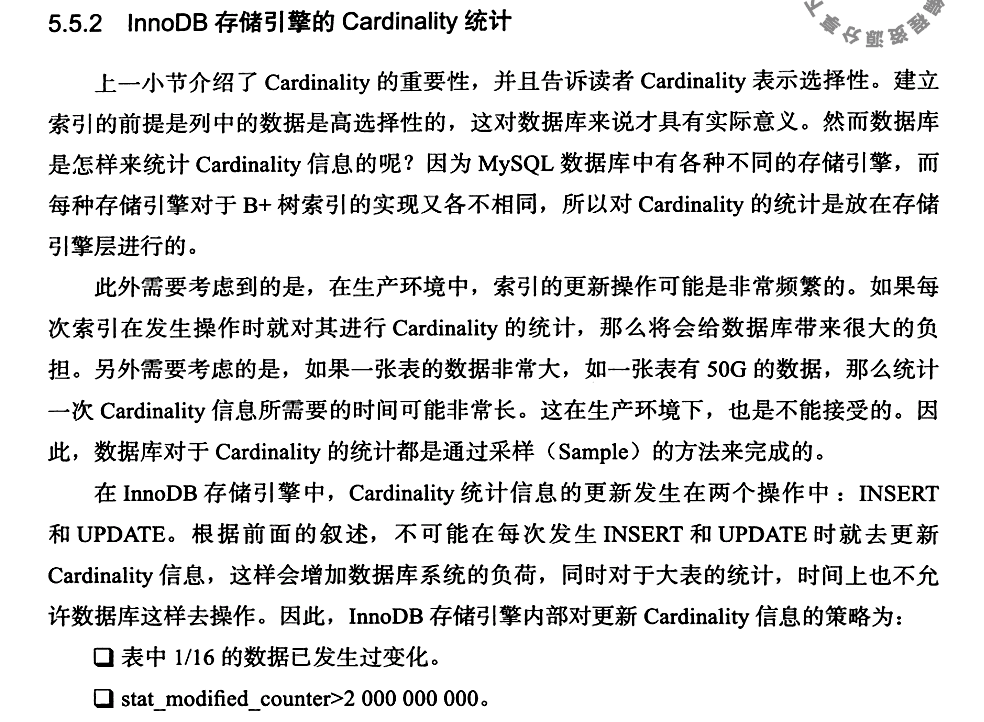 5.5.2 InnoDB 存储引擎的 Cardinality 统计
上一小节介绍了 Cardinality 的重要性，并且告诉读者 Cardinality 表示选择性。建立
索引的前提是列中的数据是高选择性的，这对数据库来说才具有实际意义。然而数据库
是怎样来统计 Cardinality 信息的呢？因为 MySQL 数据库中有各种不同的存储引擎，而
每种存储引擎对于 B+ 树索引的实现又各不相同，所以对 Cardinality 的统计是放在存储
引擎层进行的。
此外需要考虑到的是，在生产环境中，索引的更新操作可能是非常频繁的。如果每
次索引在发生操作时就对其进行 Cardinality 的统计，那么将会给数据库带来很大的负
担。另外需要考虑的是，如果一张表的数据非常大，如一张表有 50G 的数据，那么统计
一次 Cardinality 信息所需要的时间可能非常长。这在生产环境下，也是不能接受的。因
此，数据库对于 Cardinality 的统计都是通过采样（Sample）的方法来完成的。
在 InnoDB 存储引擎中，Cardinality 统计信息的更新发生在两个操作中：INSERT
和 UPDATE。根据前面的叙述，不可能在每次发生 INSERT 和 UPDATE 时就去更新
Cardinality 信息，这样会增加数据库系统的负荷，同时对于大表的统计，时间上也不允
许数据库这样去操作。因此，InnoDB 存储引擎内部对更新 Cardinality 信息的策略为：
❑ 表中 1/16 的数据已发生过变化。
❑ stat_modified_counter>2 000 000 000。